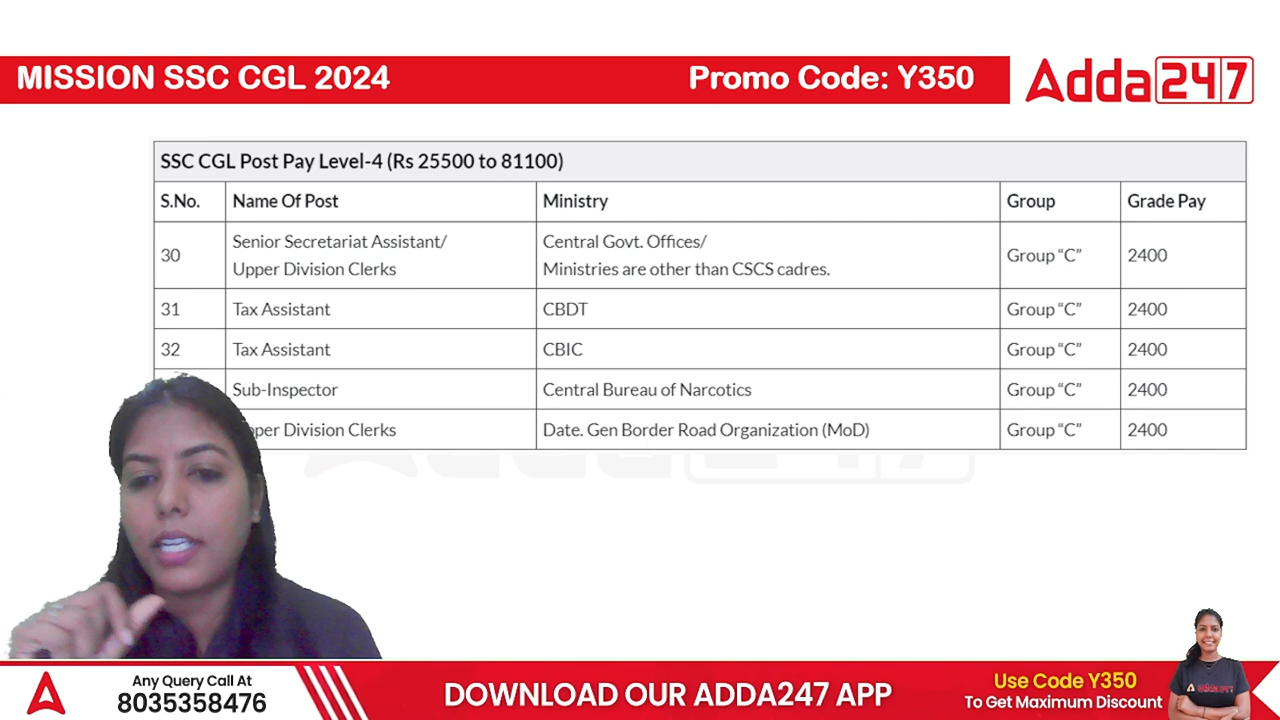 MISSION SSC CGL 2024 Promo Code: Y350 Adda247
SSC CGL Post Pay Level-4 (Rs 25500 to 81100)
S.No. Name Of Post Ministry Group Grade Pay
30 Senior Secretariat Assistant/ Upper Division Clerks Central Govt. Offices/ Ministries are other than CSCS cadres. Group “C” 2400
31 Tax Assistant CBDT Group “C” 2400
32 Tax Assistant CBIC Group “C” 2400
Sub-Inspector Central Bureau of Narcotics Group “C” 2400
Division Clerks Date. Gen Border Road Organization (MoD) Group “C” 2400
Any Query Call At
8035358476
DOWNLOAD OUR ADDA247 APP
Use Code Y350
To Get Maximum Discount